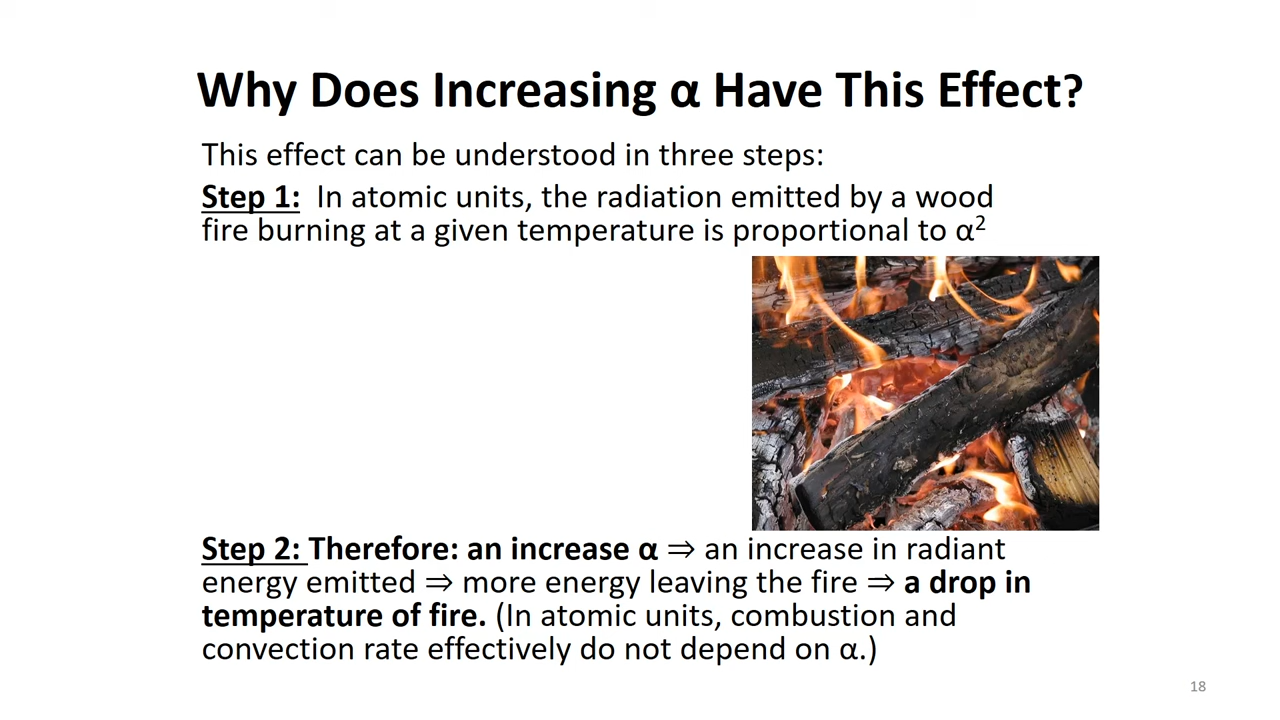 Why Does Increasing α Have This Effect?
This effect can be understood in three steps:
Step 1:  In atomic units, the radiation emitted by a wood
fire burning at a given temperature is proportional to α²
Step 2: Therefore: an increase α ⇒ an increase in radiant
energy emitted ⇒ more energy leaving the fire ⇒ a drop in
temperature of fire. (In atomic units, combustion and
convection rate effectively do not depend on α.)
18